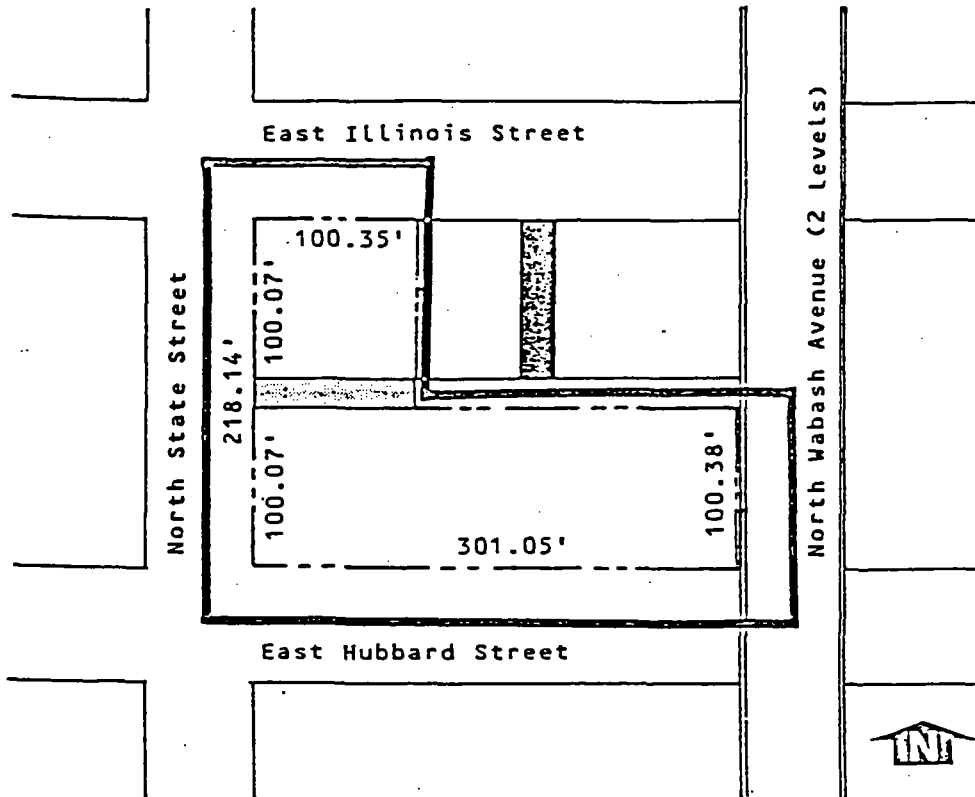 East Illinois Street
North Wabash Avenue (2 Levels)
100.35'
100.07'
North State Street
218.14'
100.07'
100.38'
301.05'
East Hubbard Street
N